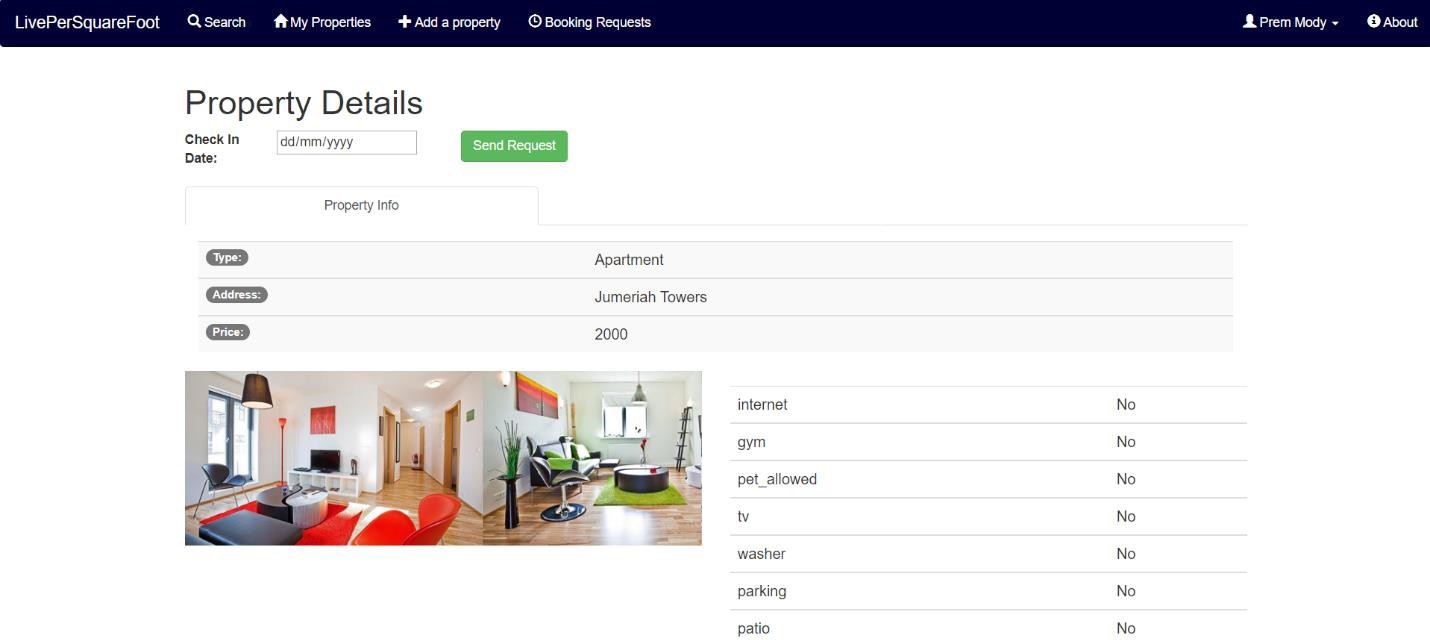 LivePerSquareFoot Search My Properties Add a property Booking Requests Prem Mody About
Property Details
Check In Date:
dd/mm/yyyy
Send Request
Property Info
Type: Apartment
Address: Jumeriah Towers
Price: 2000
internet No
gym No
pet_allowed No
tv No
washer No
parking No
patio No